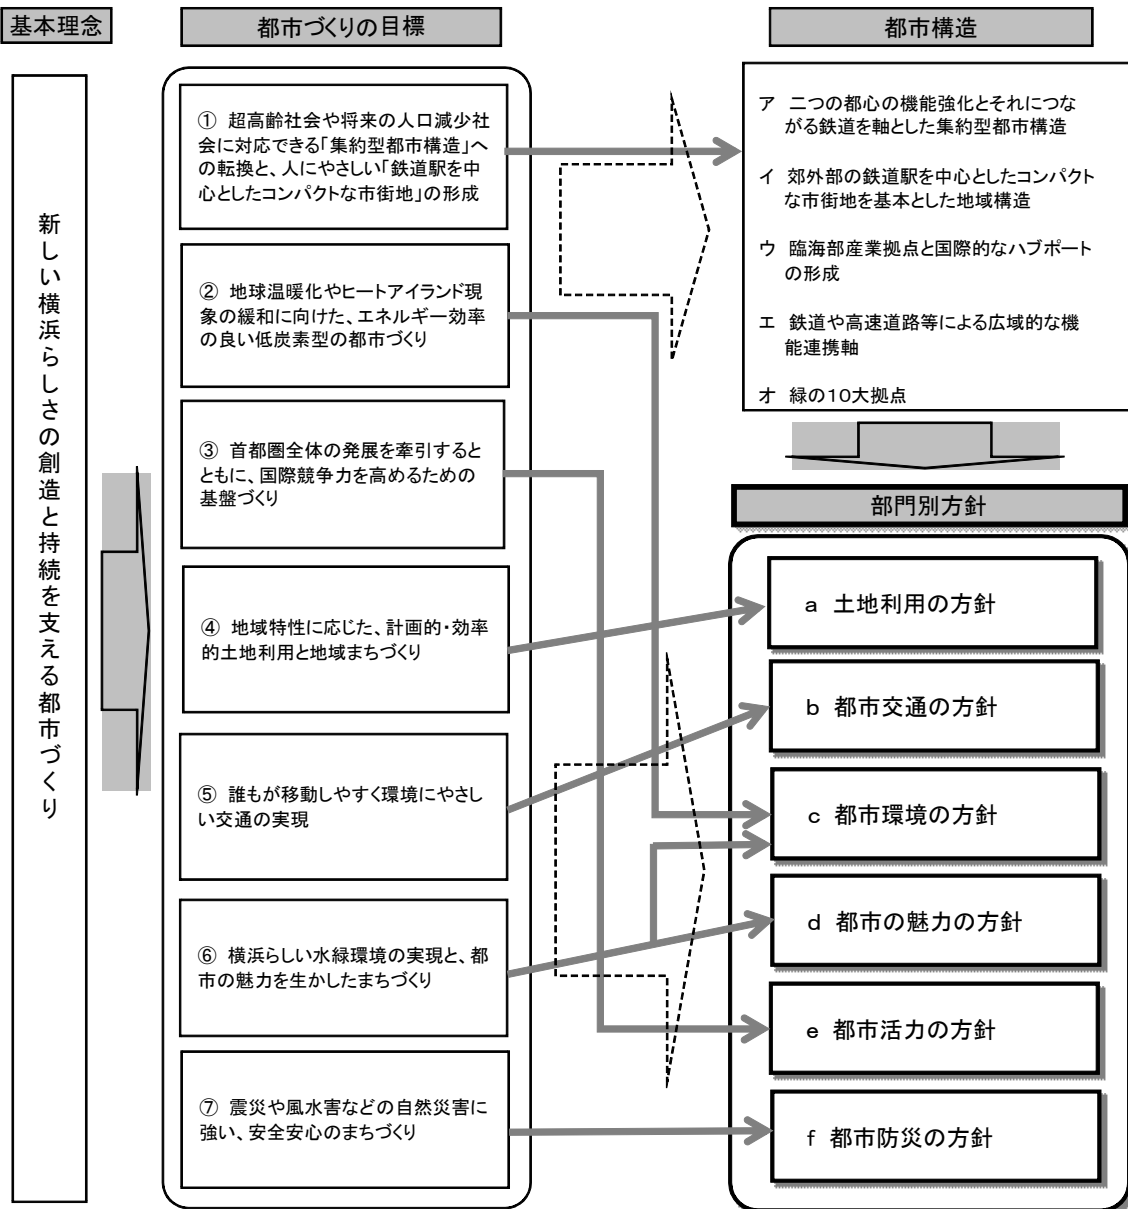 基本理念
新しい横浜らしさの創造と持続を支える都市づくり
都市づくりの目標
① 超高齢社会や将来の人口減少社
会に対応できる「集約型都市構造」へ
の転換と、人にやさしい「鉄道駅を中
心としたコンパクトな市街地」の形成
② 地球温暖化やヒートアイランド現
象の緩和に向けた、エネルギー効率
の良い低炭素型の都市づくり
③ 首都圏全体の発展を牽引すると
ともに、国際競争力を高めるための
基盤づくり
④ 地域特性に応じた、計画的・効率
的土地利用と地域まちづくり
⑤ 誰もが移動しやすく環境にやさし
い交通の実現
⑥ 横浜らしい水緑環境の実現と、都
市の魅力を生かしたまちづくり
⑦ 震災や風水害などの自然災害に
強い、安全安心のまちづくり
都市構造
ア 二つの都心の機能強化とそれにつな
がる鉄道を軸とした集約型都市構造
イ 郊外部の鉄道駅を中心としたコンパクト
な市街地を基本とした地域構造
ウ 臨海部産業拠点と国際的なハブポート
の形成
エ 鉄道や高速道路等による広域的な機
能連携軸
オ 緑の10大拠点
部門別方針
a 土地利用の方針
b 都市交通の方針
c 都市環境の方針
d 都市の魅力の方針
e 都市活力の方針
f 都市防災の方針